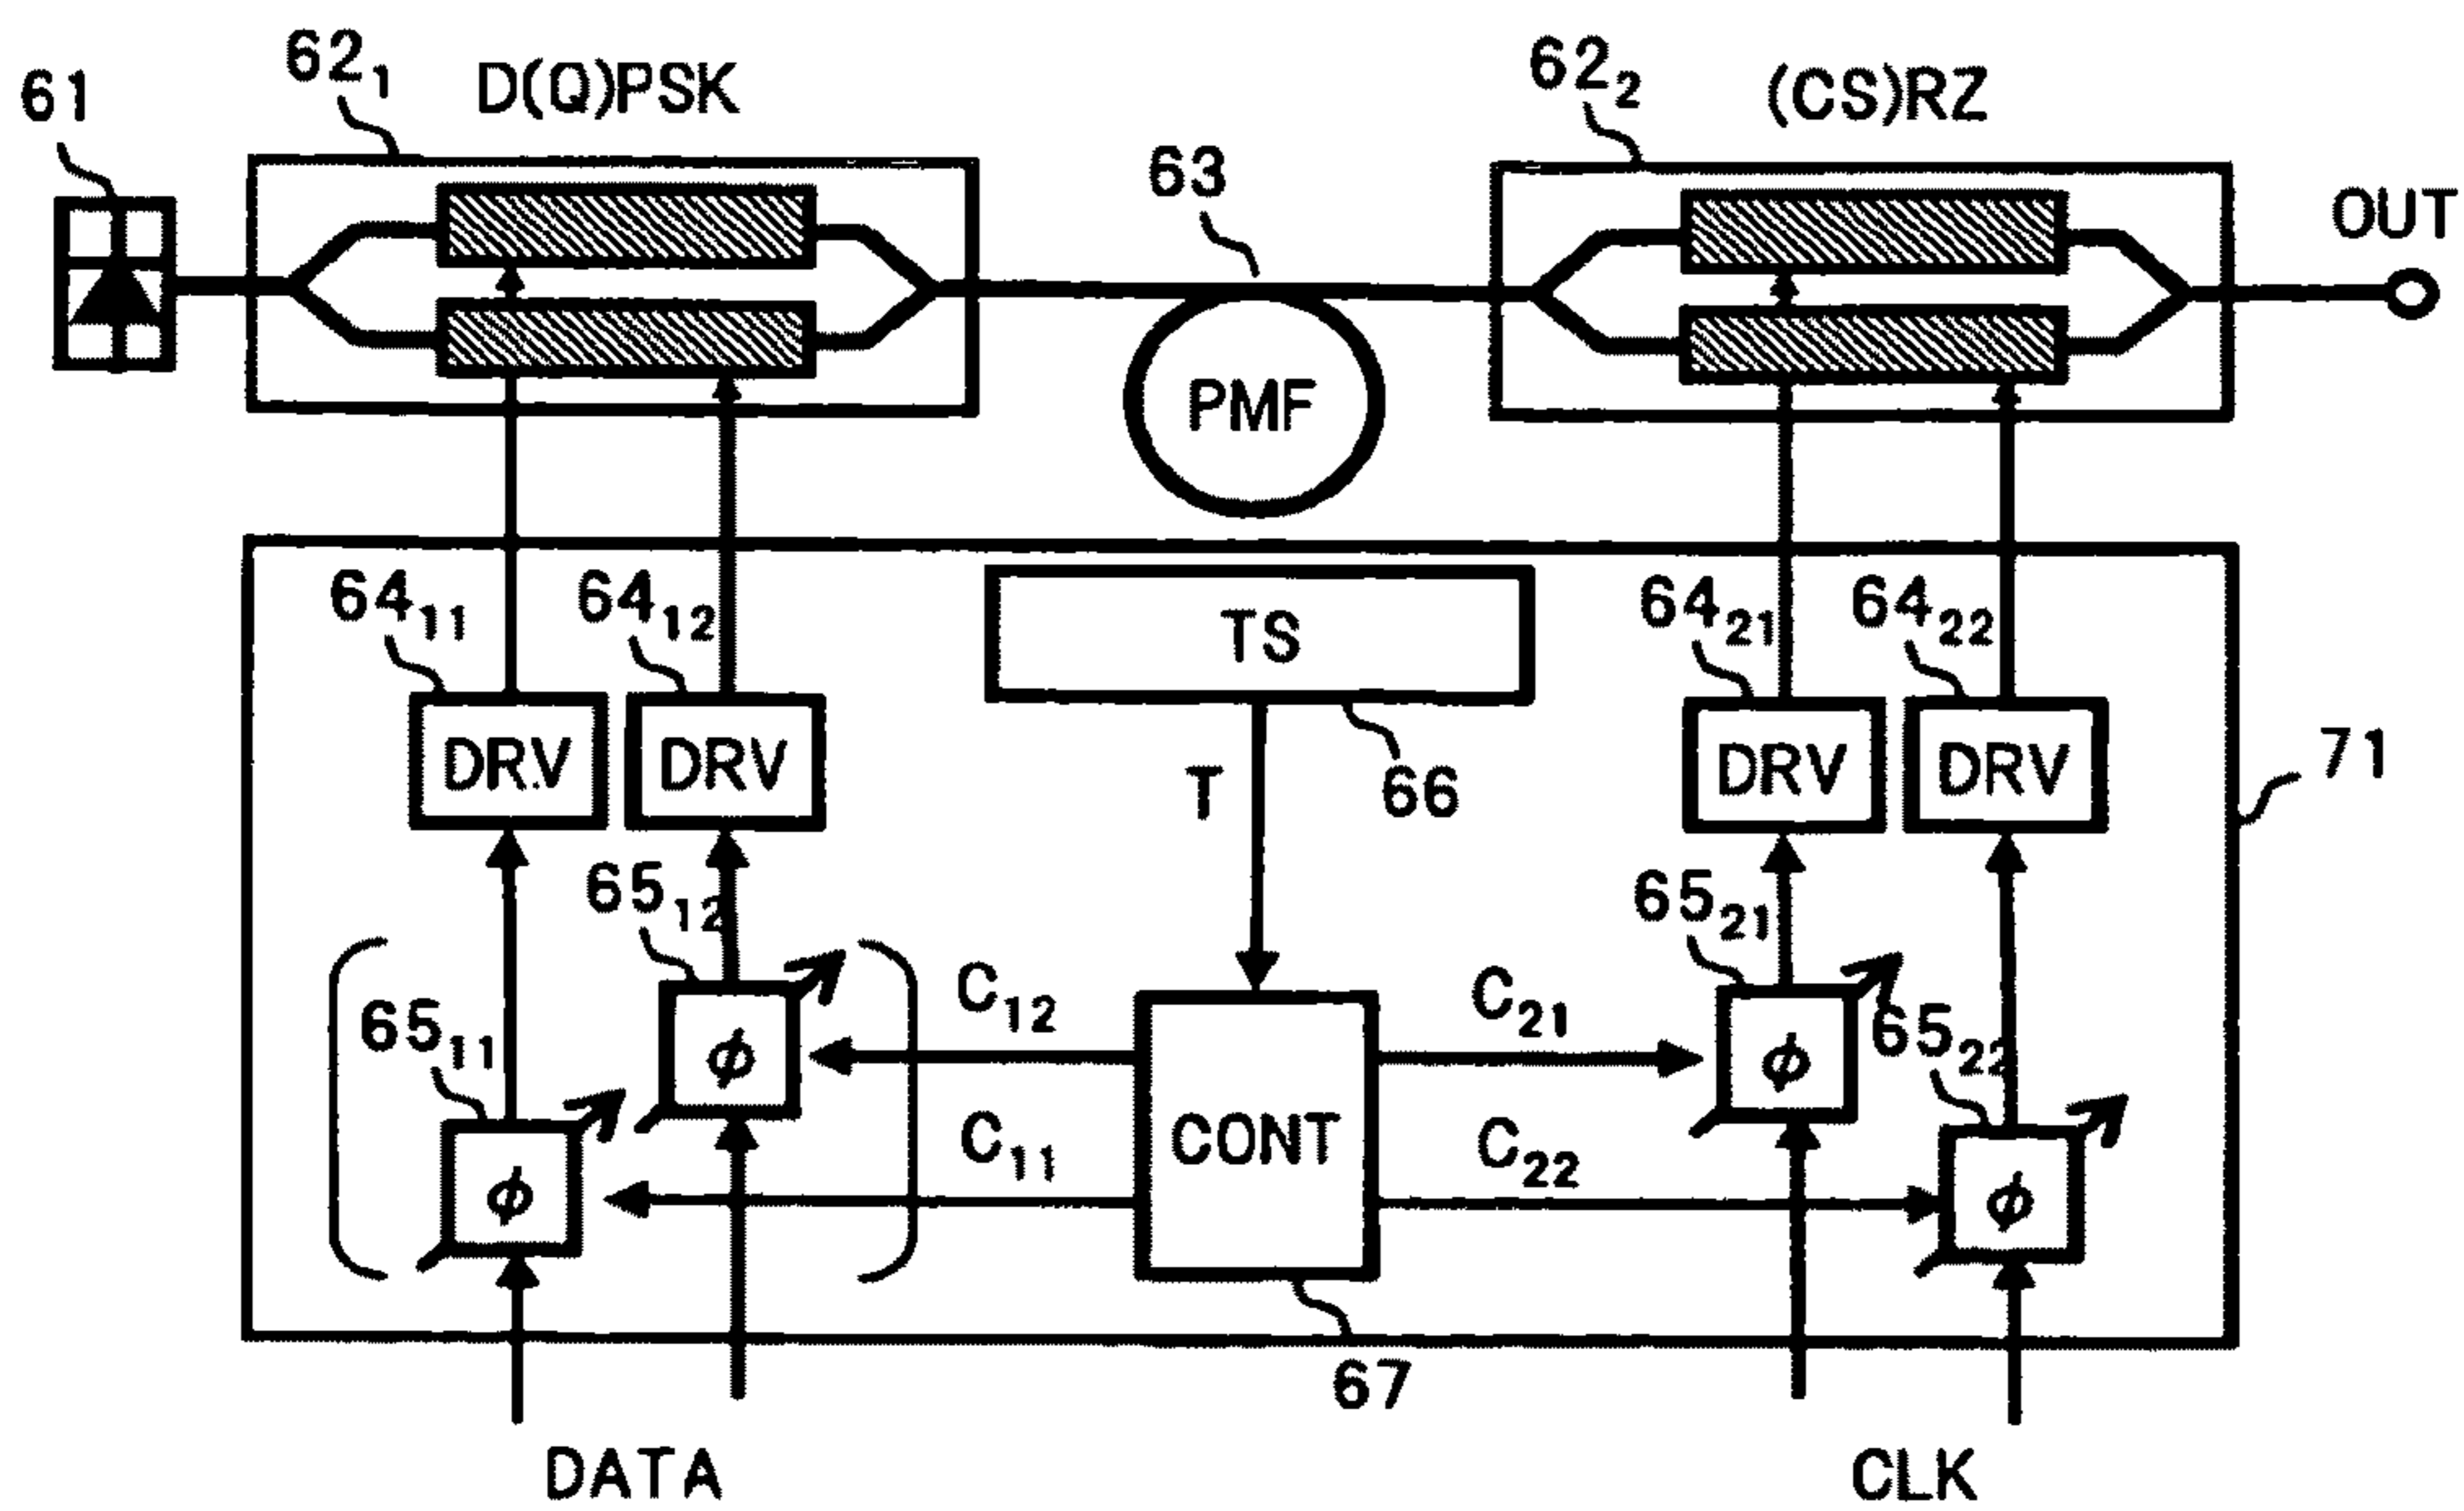 61
62₁
D(Q)PSK
63
62₂
(CS)RZ
OUT
PMF
64₁₁
64₁₂
TS
64₂₁
64₂₂
DRV
DRV
T
66
DRV
DRV
71
65₁₂
65₂₁
65₁₁
C₁₂
C₂₁
65₂₂
φ
φ
C₁₁
CONT
C₂₂
φ
φ
67
DATA
CLK